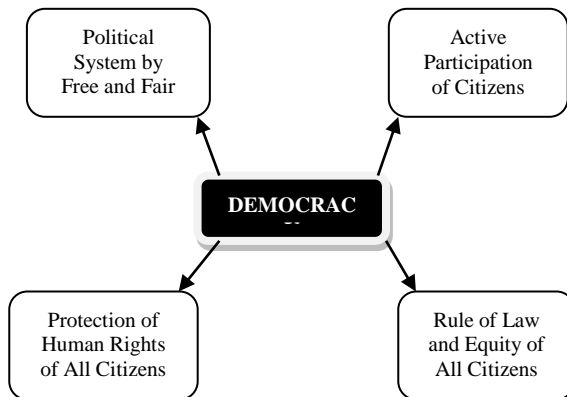 Political
System by
Free and Fair
Active
Participation
of Citizens
DEMOCRAC
Protection of
Human Rights
of All Citizens
Rule of Law
and Equity of
All Citizens